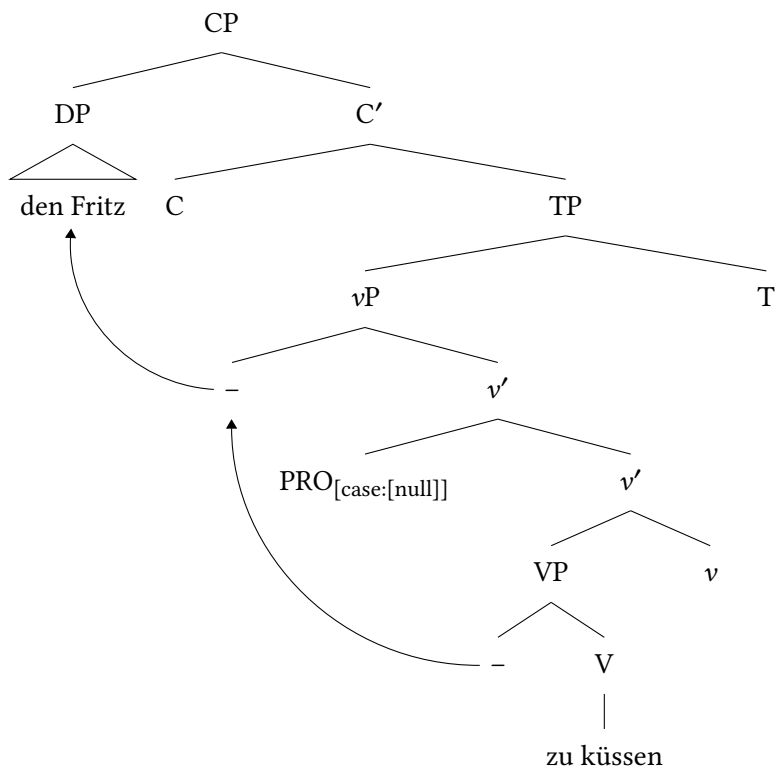 CP
DP C′
den Fritz C TP
vP T
– v′
PRO[case:[null]] v′
VP v
– V
zu küssen